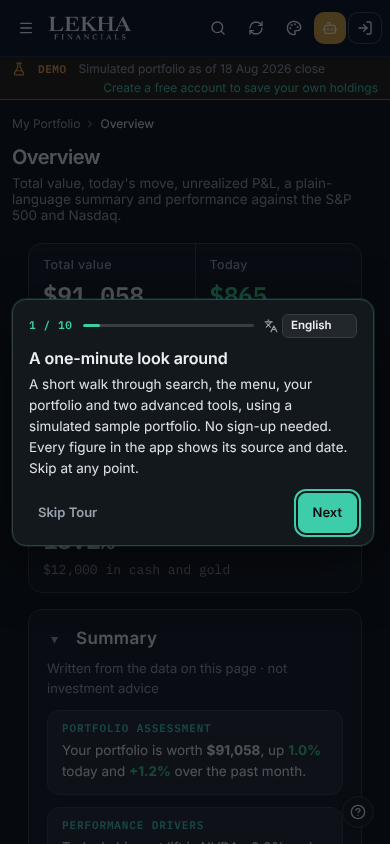 LEKHA
FINANCIALS
DEMO Simulated portfolio as of 18 Aug 2026 close
Create a free account to save your own holdings
My Portfolio › Overview
Overview
Total value, today's move, unrealized P&L, a plain-
language summary and performance against the S&P
500 and Nasdaq.
Total value
Today
$91,058
$865
1 / 10
English
A one-minute look around
A short walk through search, the menu, your
portfolio and two advanced tools, using a
simulated sample portfolio. No sign-up needed.
Every figure in the app shows its source and date.
Skip at any point.
Skip Tour
Next
$12,000 in cash and gold
Summary
Written from the data on this page · not
investment advice
PORTFOLIO ASSESSMENT
Your portfolio is worth $91,058, up 1.0%
today and +1.2% over the past month.
PERFORMANCE DRIVERS